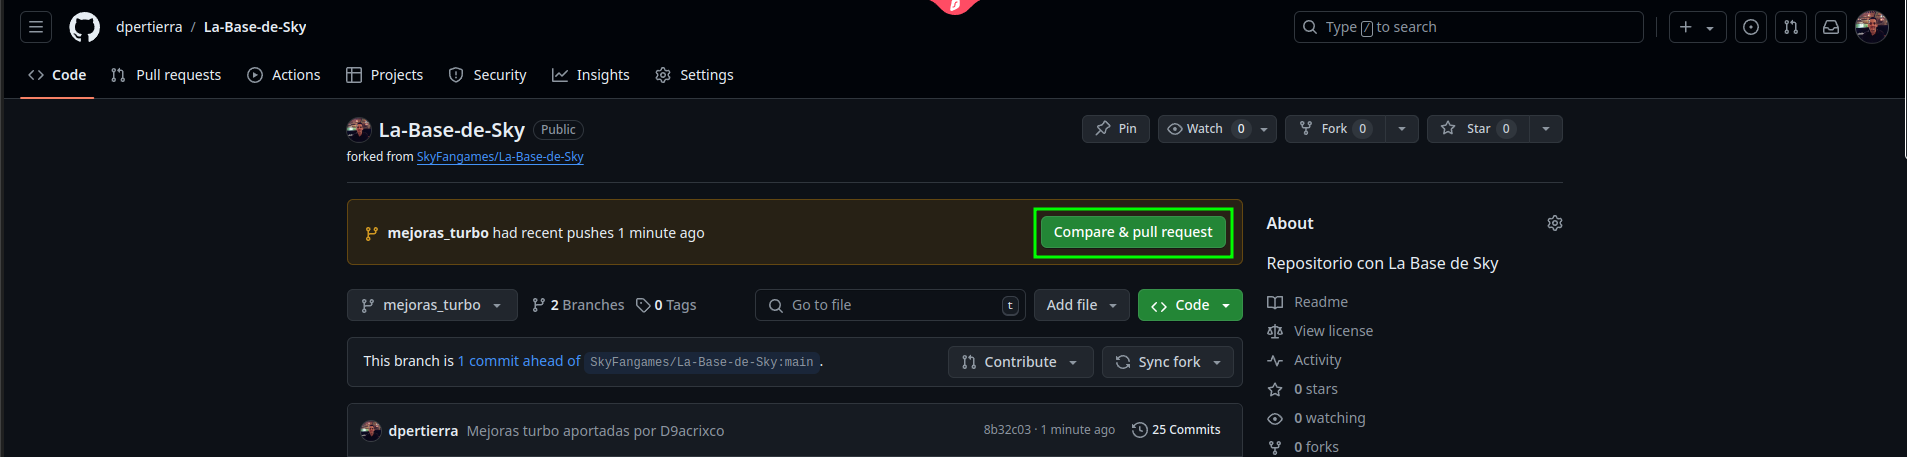 dpertierra / La-Base-de-Sky
Type / to search
Code Pull requests Actions Projects Security Insights Settings
La-Base-de-Sky Public
Pin Watch 0 Fork 0 Star 0
forked from SkyFangames/La-Base-de-Sky
mejoras_turbo had recent pushes 1 minute ago
Compare & pull request
mejoras_turbo 2 Branches 0 Tags Go to file t Add file Code
This branch is 1 commit ahead of SkyFangames/La-Base-de-Sky:main .
Contribute Sync fork
dpertierra Mejoras turbo aportadas por D9acrixco 8b32c03 · 1 minute ago 25 Commits
About
Repositorio con La Base de Sky
Readme
View license
Activity
0 stars
0 watching
0 forks